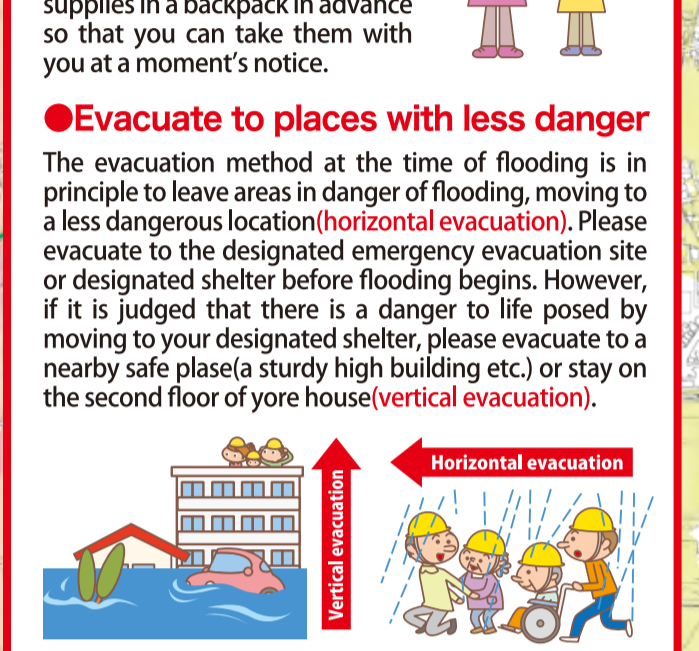 supplies in a backpack in advance
so that you can take them with
you at a moment's notice.
●Evacuate to places with less danger
The evacuation method at the time of flooding is in
principle to leave areas in danger of flooding, moving to
a less dangerous location(horizontal evacuation). Please
evacuate to the designated emergency evacuation site
or designated shelter before flooding begins. However,
if it is judged that there is a danger to life posed by
moving to your designated shelter, please evacuate to a
nearby safe plase(a sturdy high building etc.) or stay on
the second floor of yore house(vertical evacuation).
Vertical evacuation
Horizontal evacuation